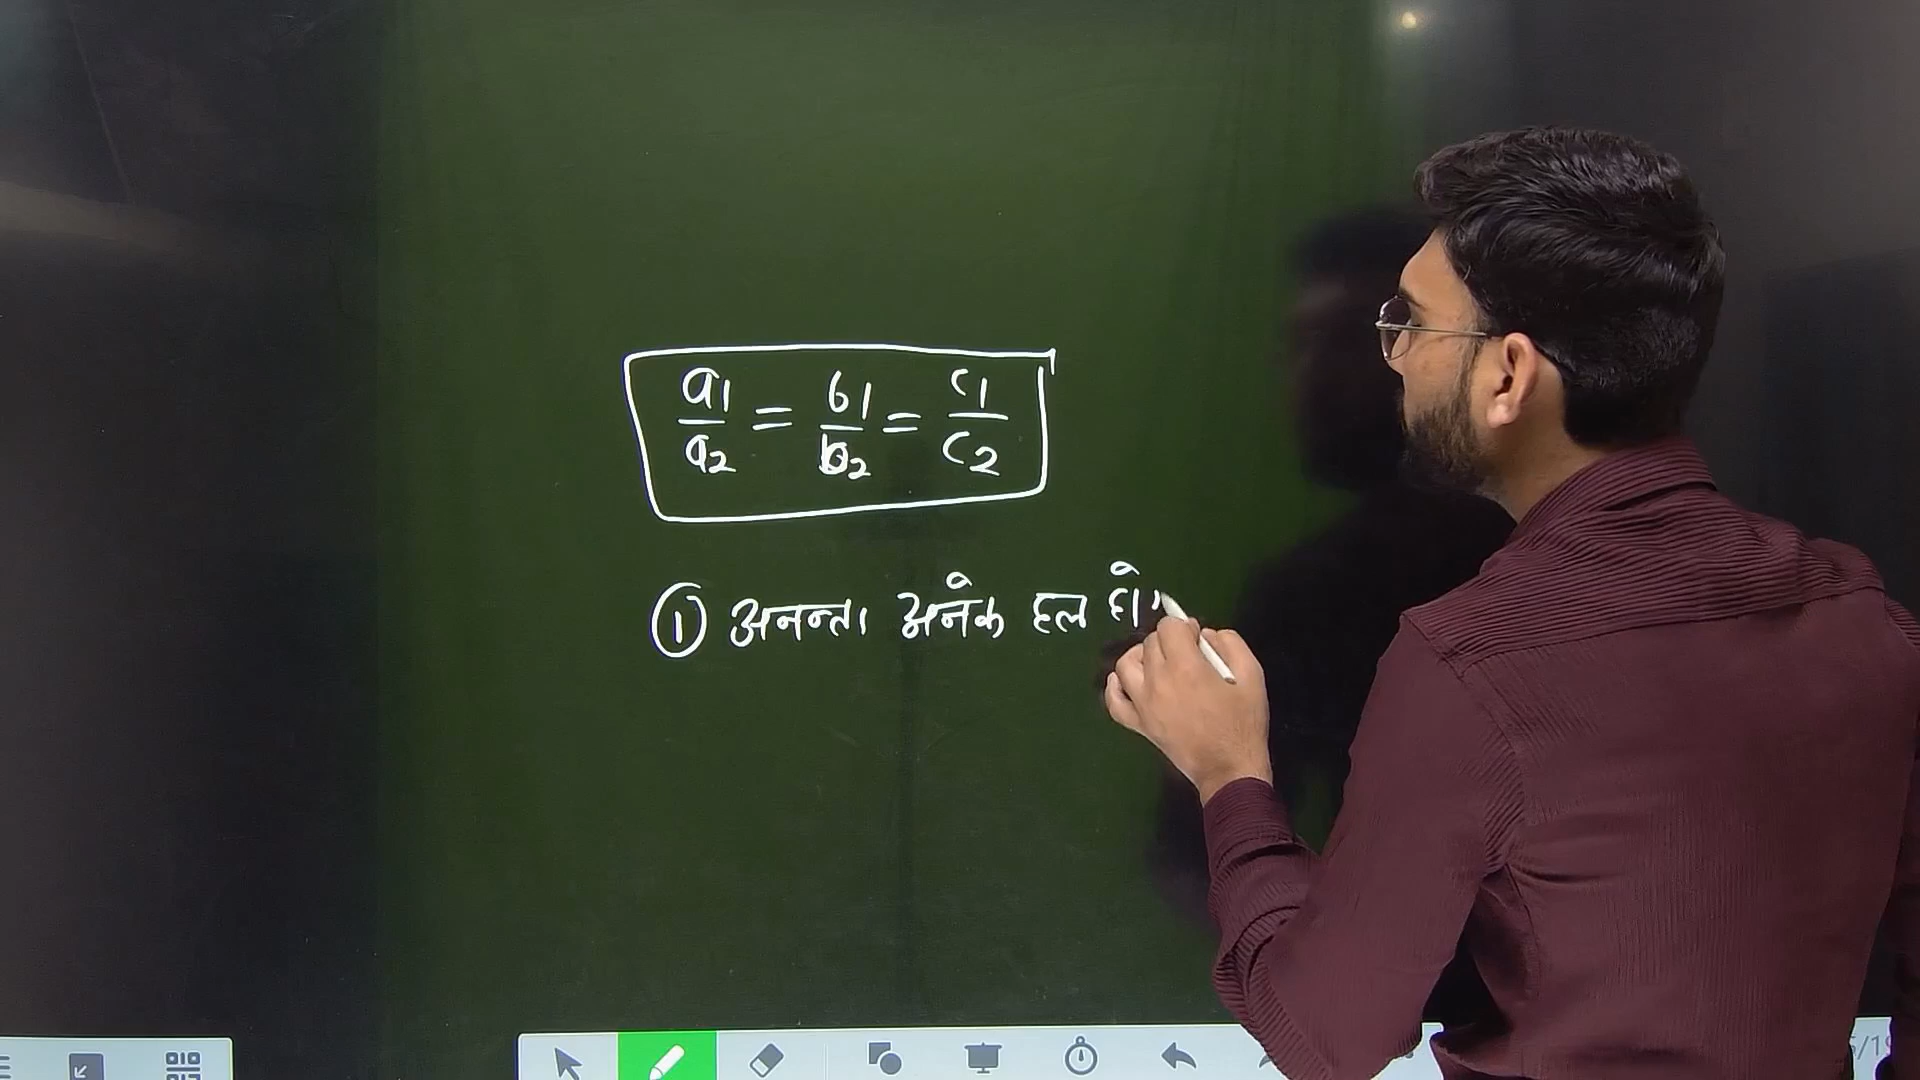 a1/a2 = b1/b2 = c1/c2
① अनन्ता अनेक हल